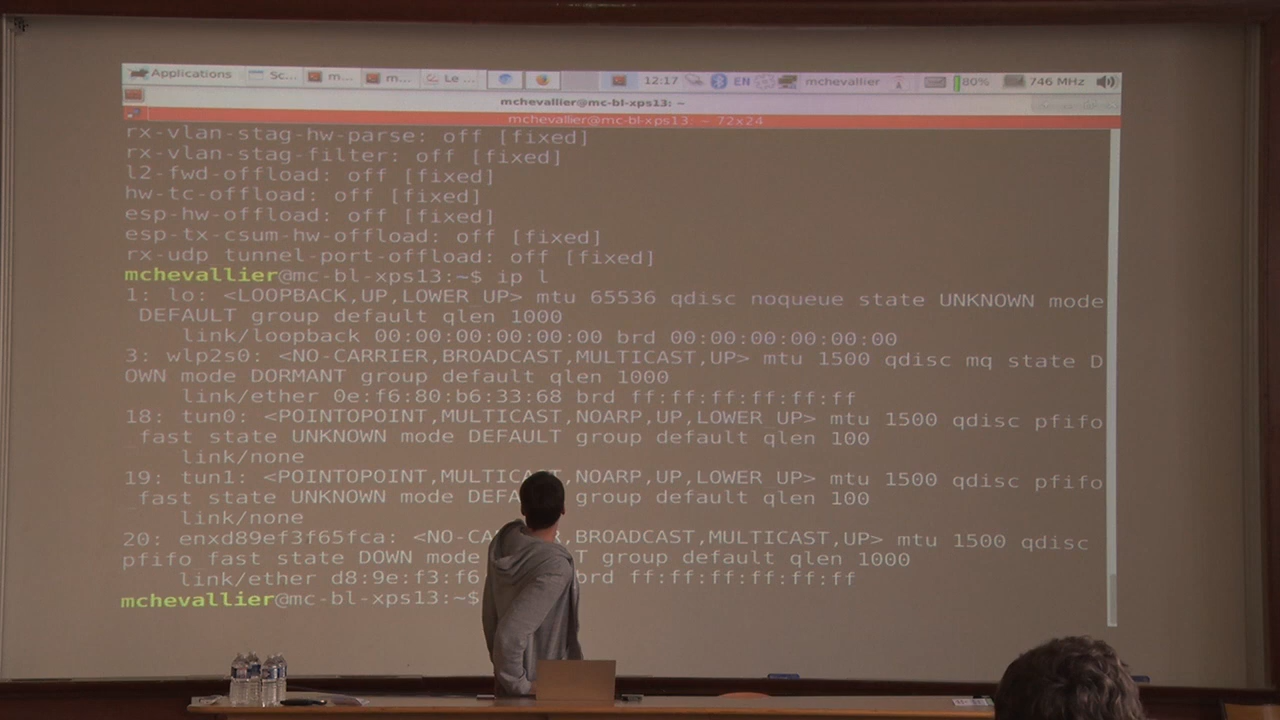 Applications Sc... m... m... Le ... 12:17 EN mchevallier 80% 746 MHz
mchevallier@mc-bl-xps13: ~
mchevallier@mc-bl-xps13: ~ 72x24
rx-vlan-stag-hw-parse: off [fixed]
rx-vlan-stag-filter: off [fixed]
l2-fwd-offload: off [fixed]
hw-tc-offload: off [fixed]
esp-hw-offload: off [fixed]
esp-tx-csum-hw-offload: off [fixed]
rx-udp_tunnel-port-offload: off [fixed]
mchevallier@mc-bl-xps13:~$ ip l
1: lo: <LOOPBACK,UP,LOWER_UP> mtu 65536 qdisc noqueue state UNKNOWN mode
DEFAULT group default qlen 1000
link/loopback 00:00:00:00:00:00 brd 00:00:00:00:00:00
3: wlp2s0: <NO-CARRIER,BROADCAST,MULTICAST,UP> mtu 1500 qdisc mq state D
OWN mode DORMANT group default qlen 1000
link/ether 0e:f6:80:b6:33:68 brd ff:ff:ff:ff:ff:ff
18: tun0: <POINTOPOINT,MULTICAST,NOARP,UP,LOWER_UP> mtu 1500 qdisc pfifo
_fast state UNKNOWN mode DEFAULT group default qlen 100
link/none
19: tun1: <POINTOPOINT,MULTICAST,NOARP,UP,LOWER_UP> mtu 1500 qdisc pfifo
_fast state UNKNOWN mode DEFA group default qlen 100
link/none
20: enxd89ef3f65fca: <NO-CA R,BROADCAST,MULTICAST,UP> mtu 1500 qdisc
pfifo_fast state DOWN mode T group default qlen 1000
link/ether d8:9e:f3:f6 brd ff:ff:ff:ff:ff:ff
mchevallier@mc-bl-xps13:~$